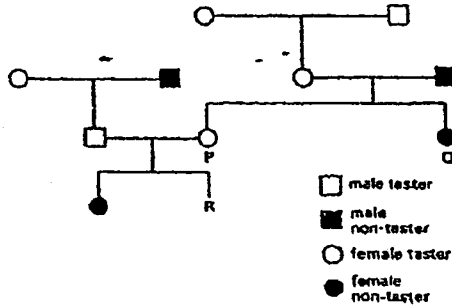 P
Q
R
male taster
male
non-taster
female taster
female
non-taster